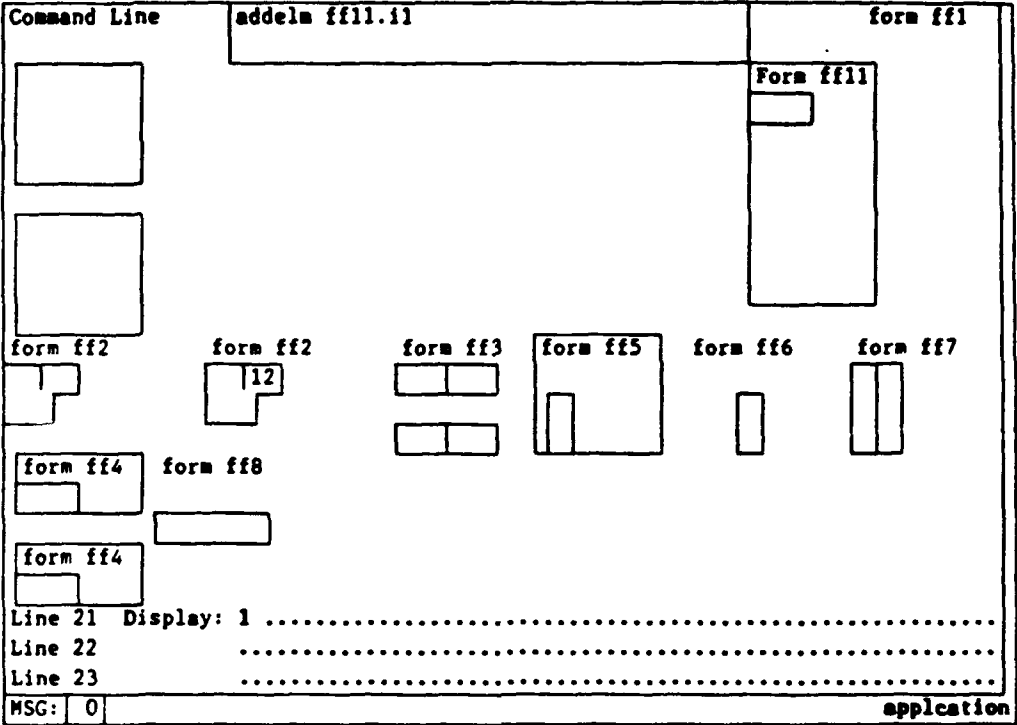 Command Line addelm ff11.i1 form ff1
Form ff11
form ff2 form ff2 form ff3 form ff5 form ff6 form ff7
12
form ff4 form ff8
form ff4
Line 21 Display: 1 ..........................................................
Line 22 ............................................................
Line 23 ............................................................
MSG: 0 applcation